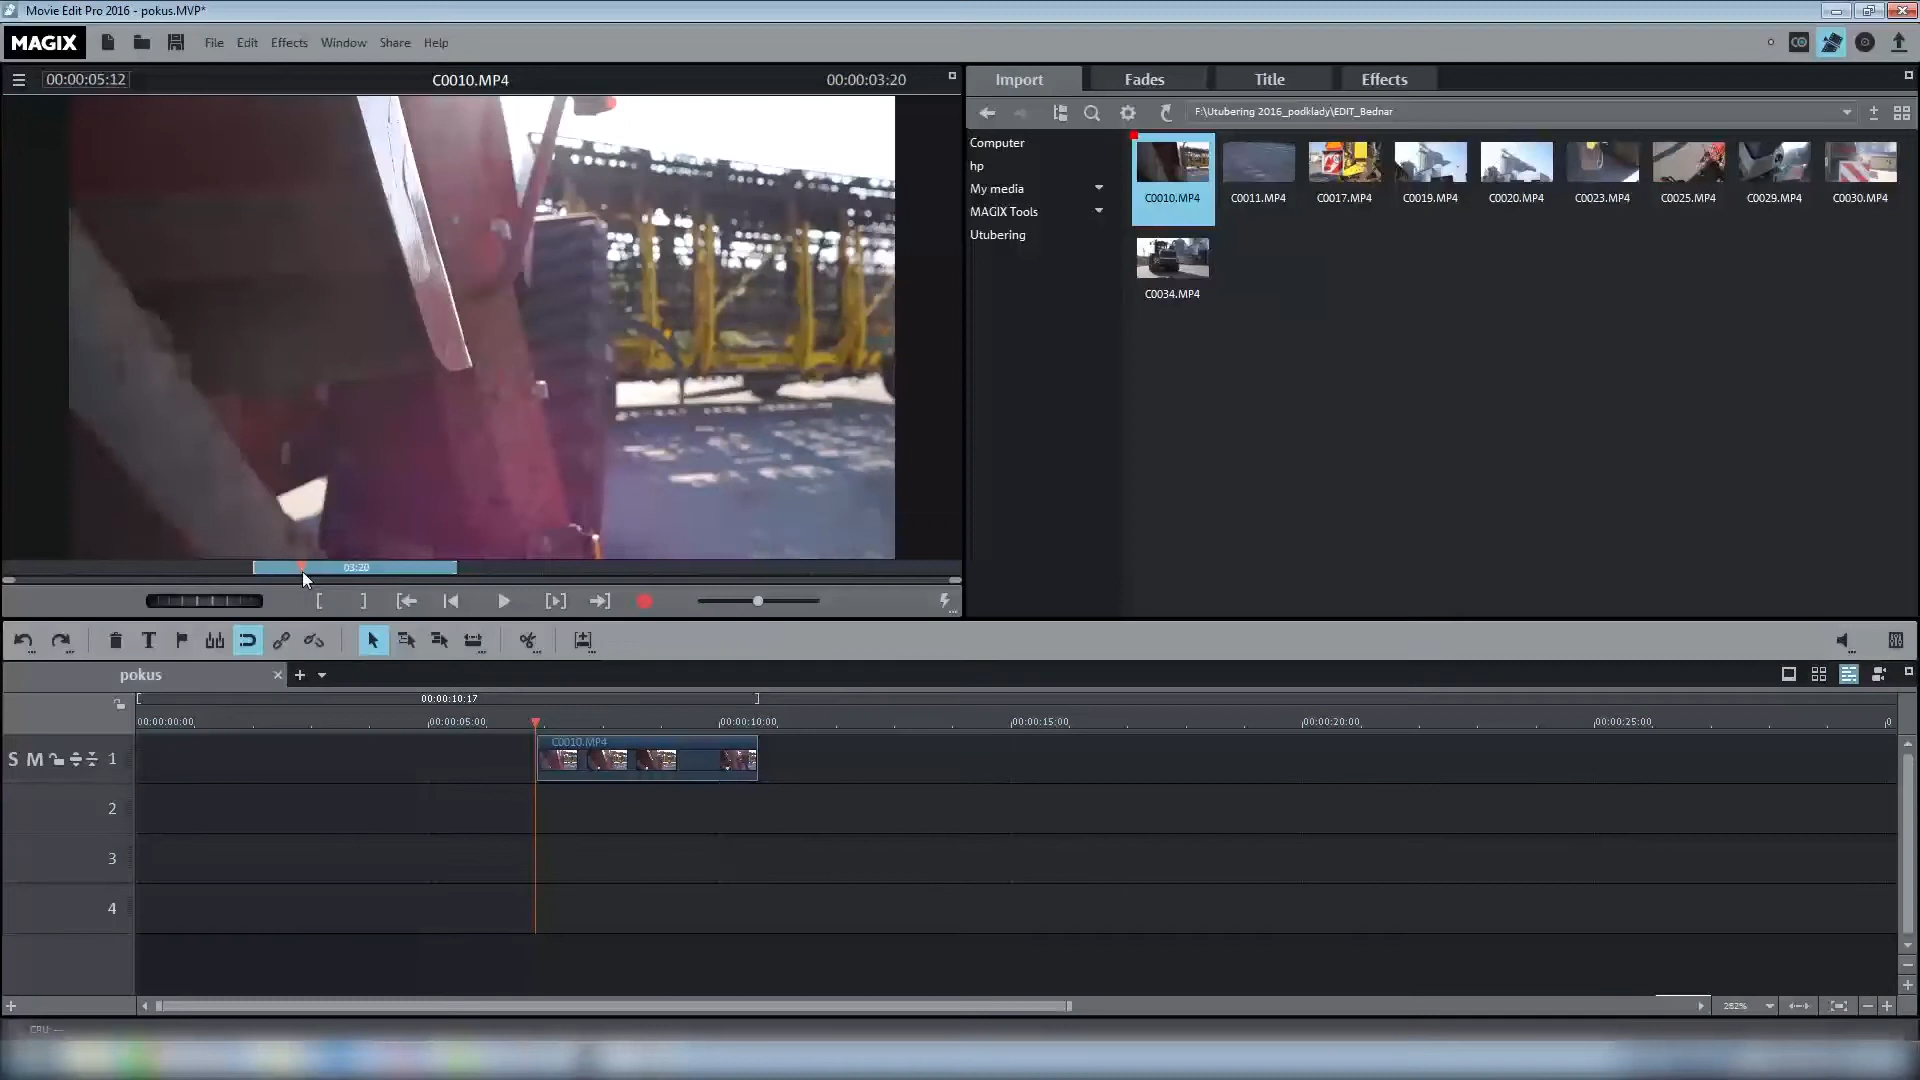 Movie Edit Pro 2016 - pokus.MVP*
MAGIX File Edit Effects Window Share Help
00:00:05:12 C0010.MP4 00:00:03:20
Import Fades Title Effects
F:\Utubering 2016_podklady\EDIT_Bednar
Computer
hp
My media
MAGIX Tools
Utubering
C0010.MP4 C0011.MP4 C0017.MP4 C0019.MP4 C0020.MP4 C0023.MP4 C0025.MP4 C0029.MP4 C0030.MP4
C0034.MP4
03:20
pokus
00:00:10:17
00:00:00:00 00:00:05:00 00:00:10:00 00:00:15:00 00:00:20:00 00:00:25:00 0
C0010.MP4
S M 1
2
3
4
282%
CPU: —